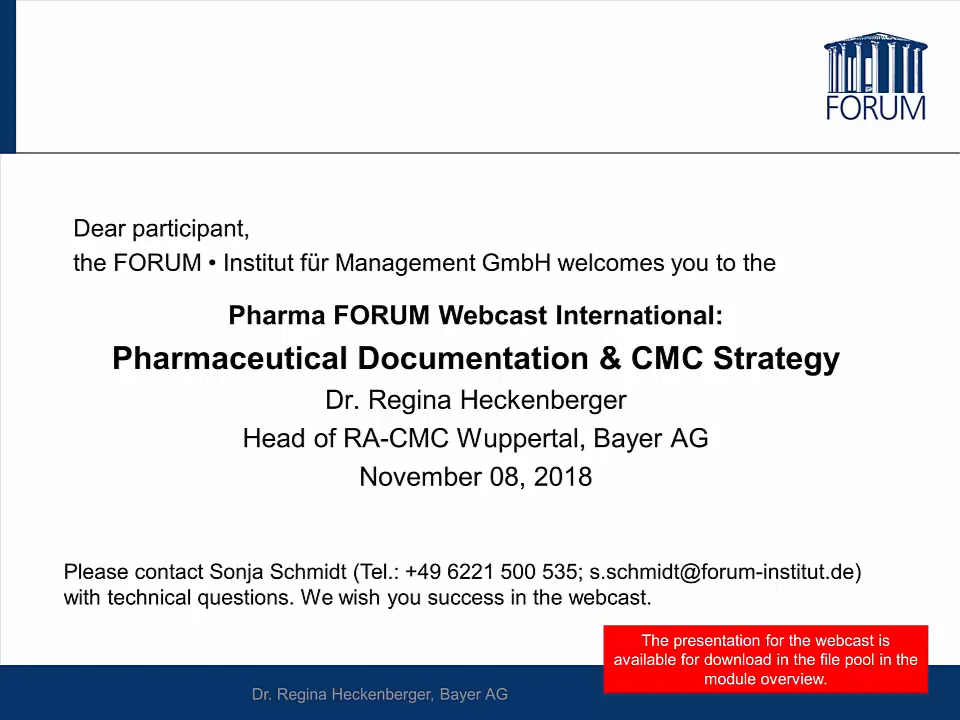 FORUM
Dear participant,
the FORUM • Institut für Management GmbH welcomes you to the
Pharma FORUM Webcast International:
Pharmaceutical Documentation & CMC Strategy
Dr. Regina Heckenberger
Head of RA-CMC Wuppertal, Bayer AG
November 08, 2018
Please contact Sonja Schmidt (Tel.: +49 6221 500 535; s.schmidt@forum-institut.de)
with technical questions. We wish you success in the webcast.
The presentation for the webcast is
available for download in the file pool in the
module overview.
Dr. Regina Heckenberger, Bayer AG